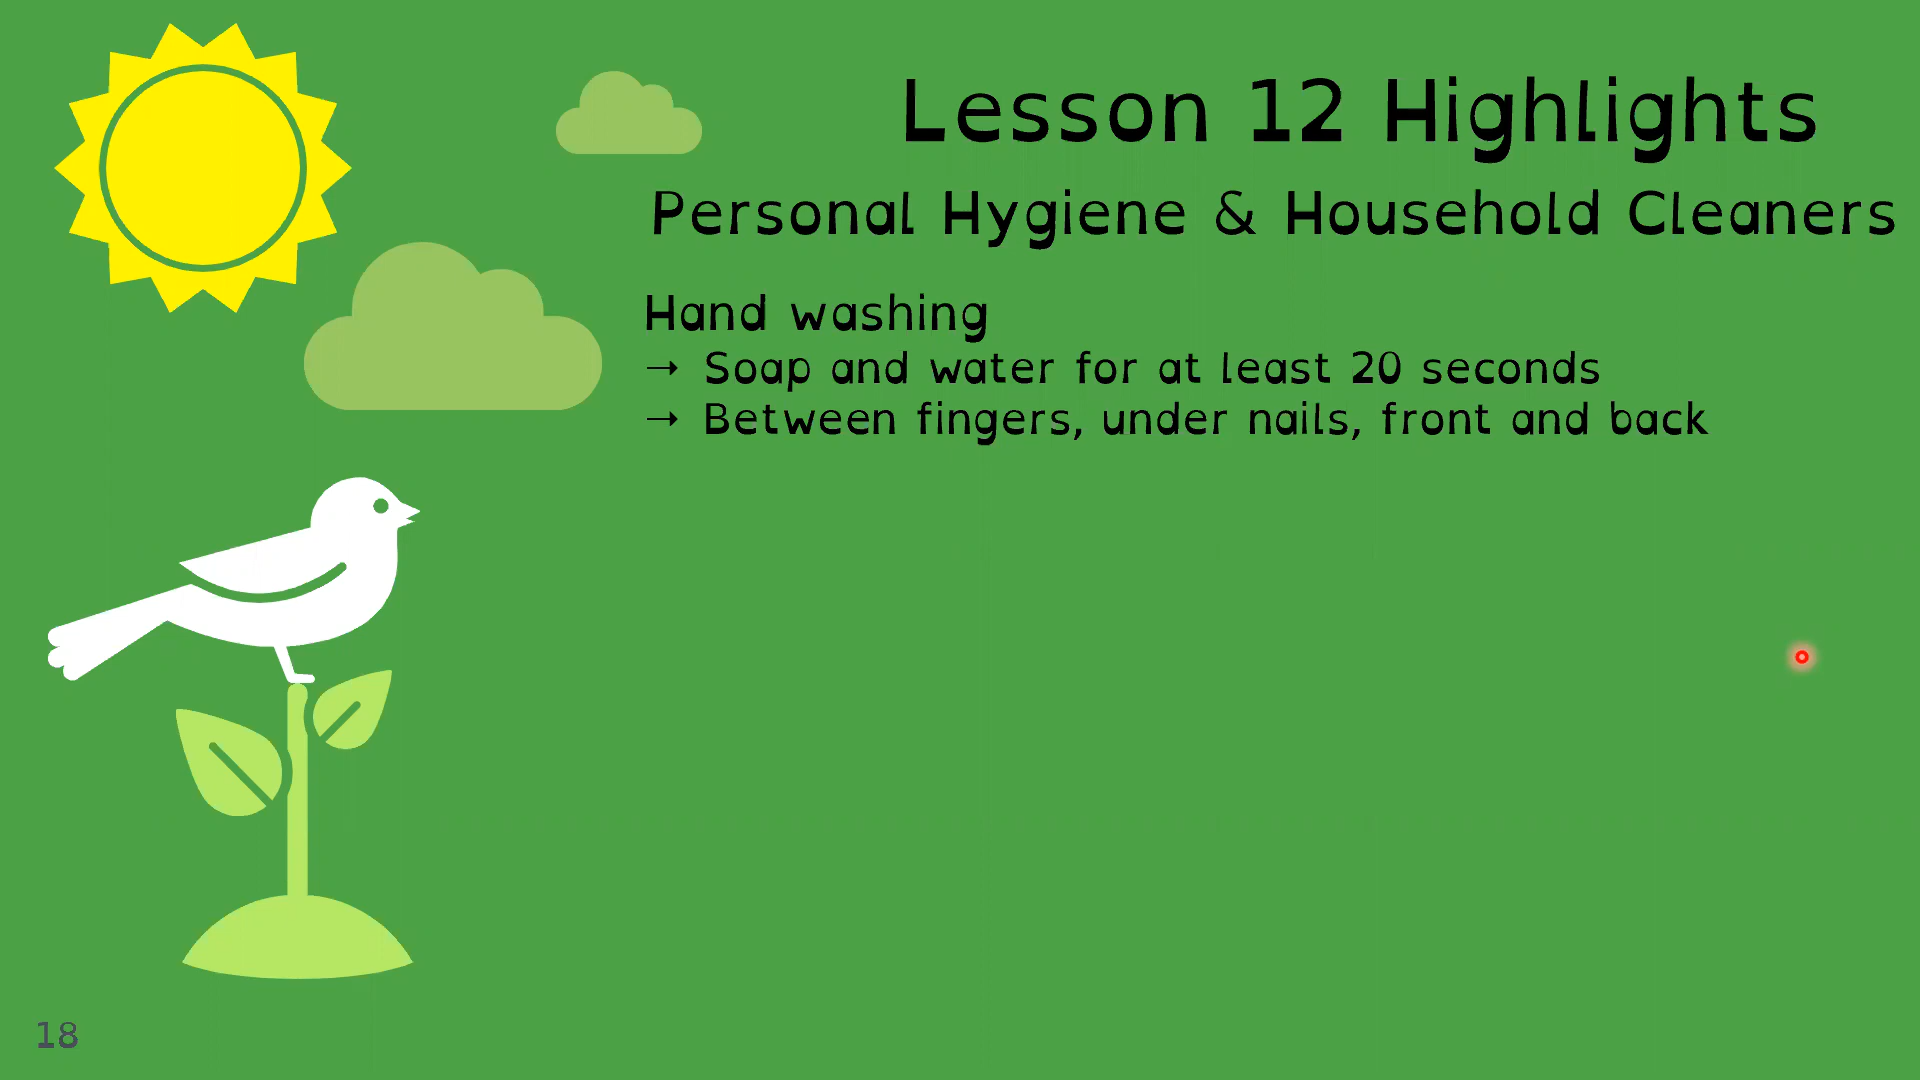 Lesson 12 Highlights
Personal Hygiene & Household Cleaners
Hand washing
→ Soap and water for at least 20 seconds
→ Between fingers, under nails, front and back
18